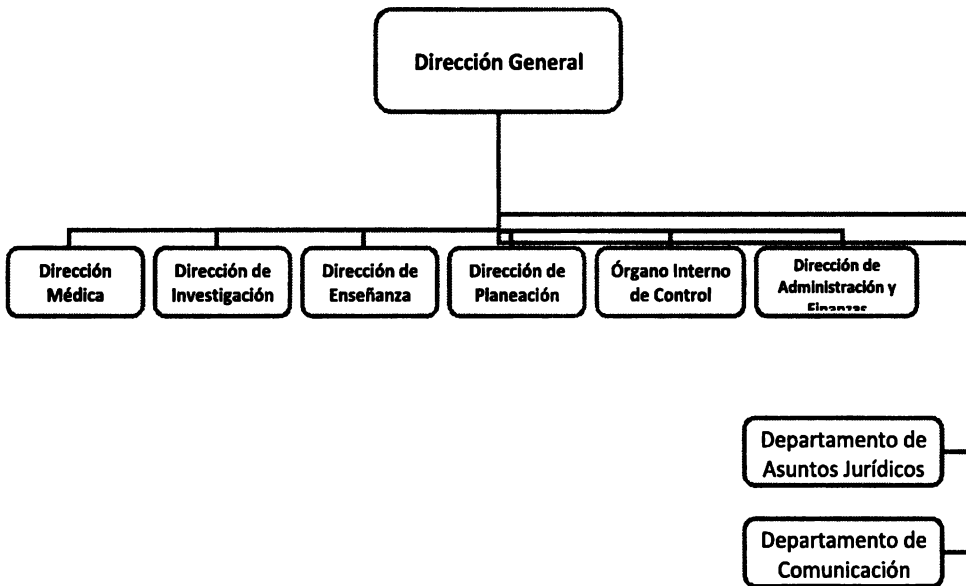 Dirección General
Dirección
Médica
Dirección de
Investigación
Dirección de
Enseñanza
Dirección de
Planeación
Órgano Interno
de Control
Dirección de
Administración y
Finanzas
Departamento de
Asuntos Jurídicos
Departamento de
Comunicación